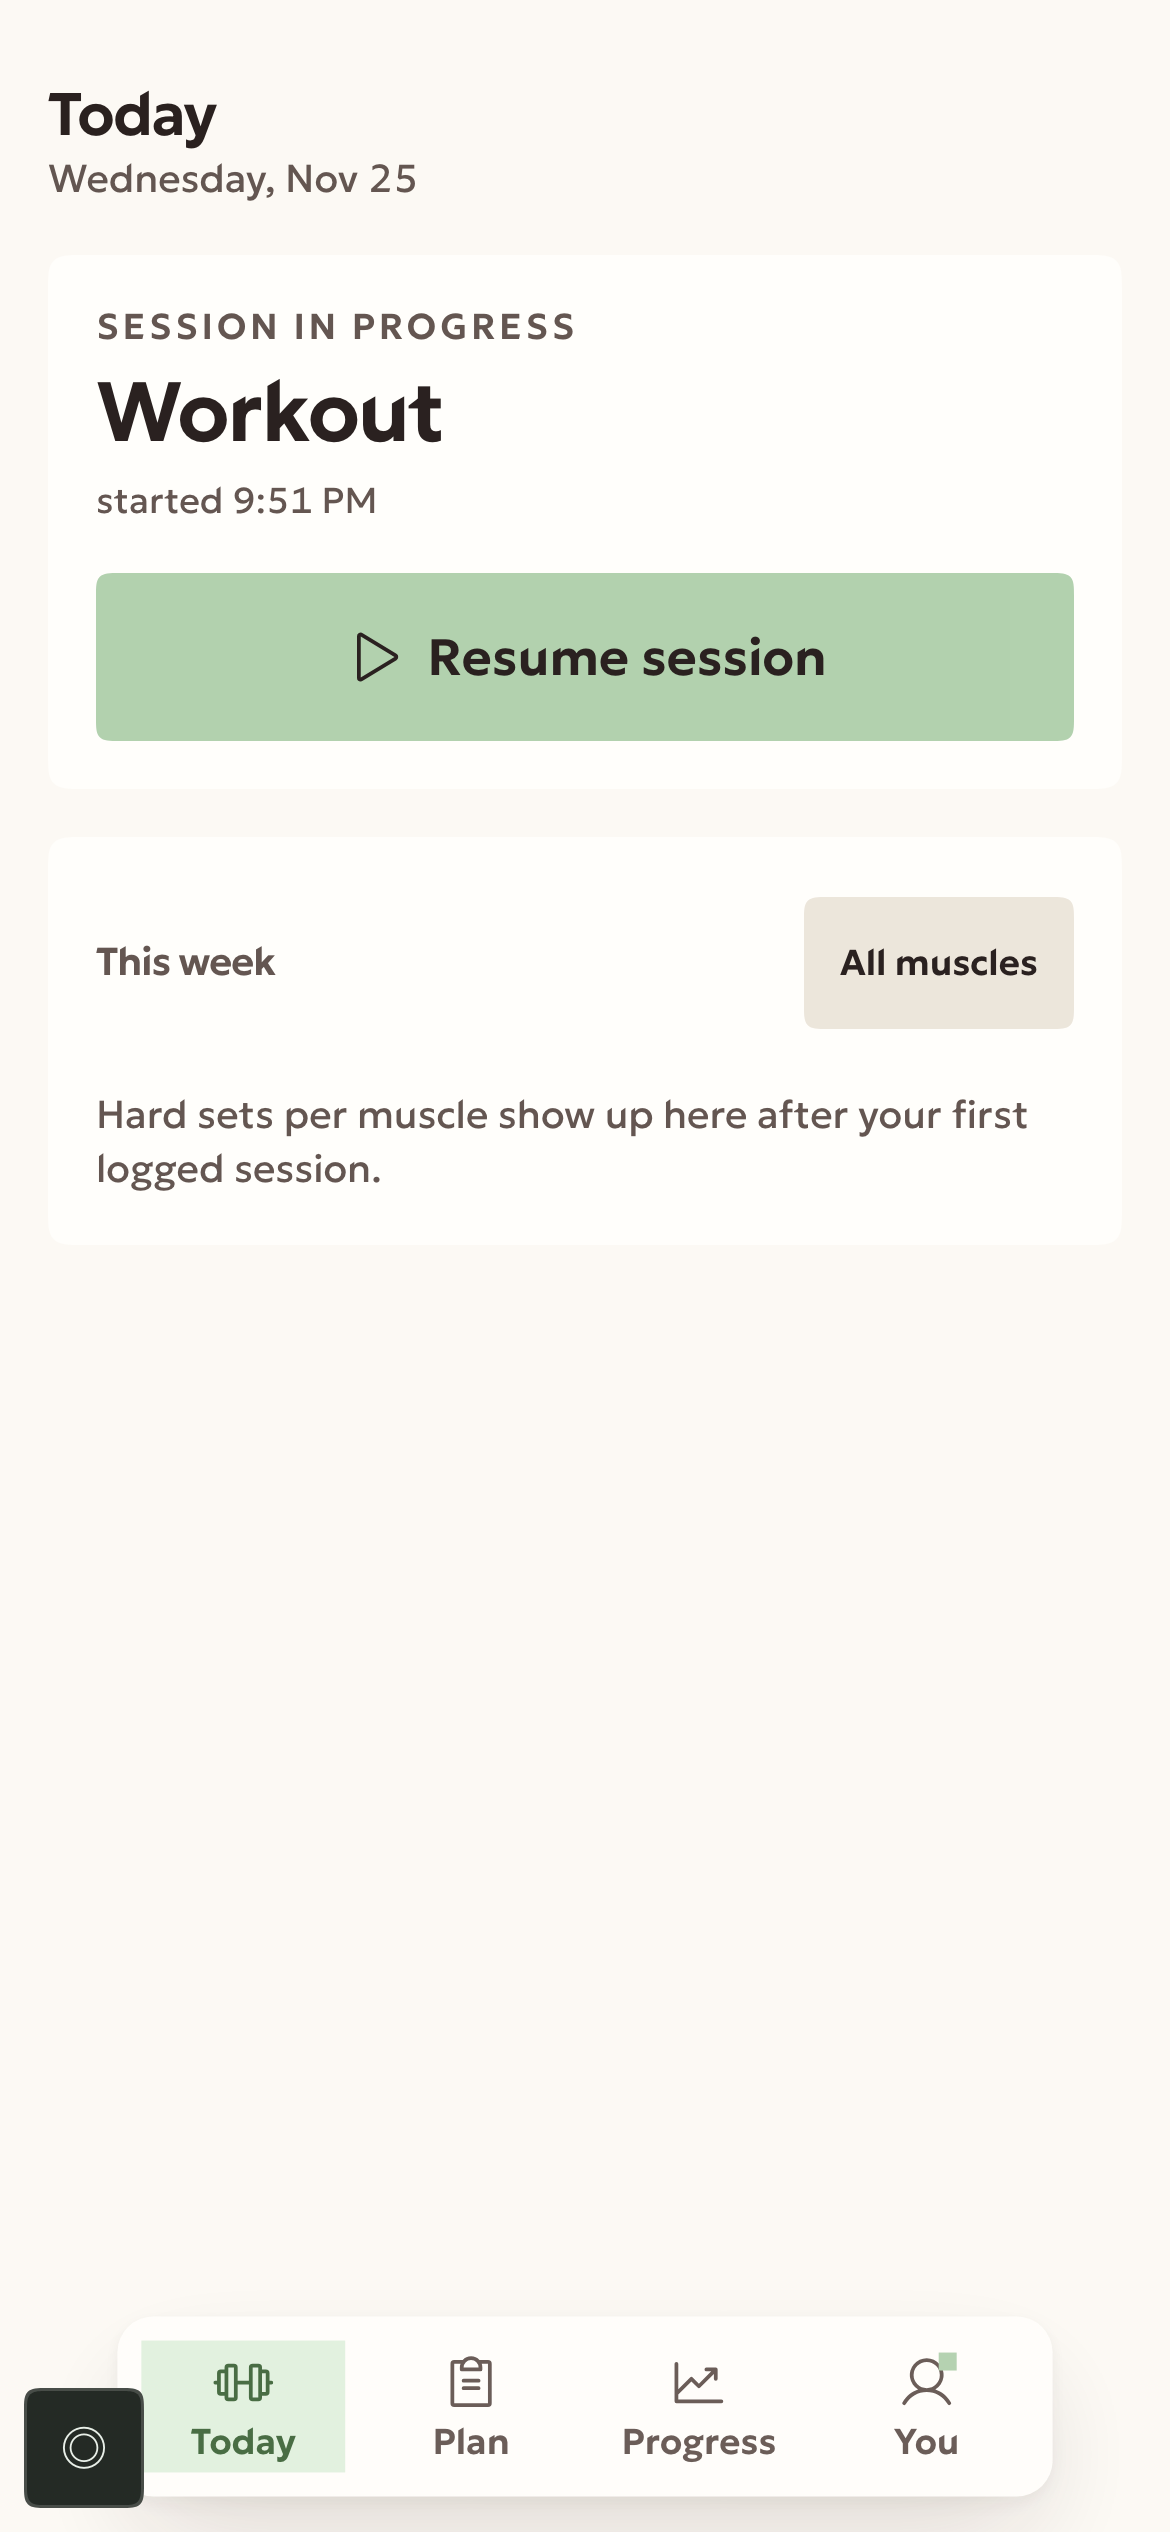 Today
Wednesday, Nov 25
SESSION IN PROGRESS
Workout
started 9:51 PM
Resume session
This week
All muscles
Hard sets per muscle show up here after your first
logged session.
Today
Plan
Progress
You